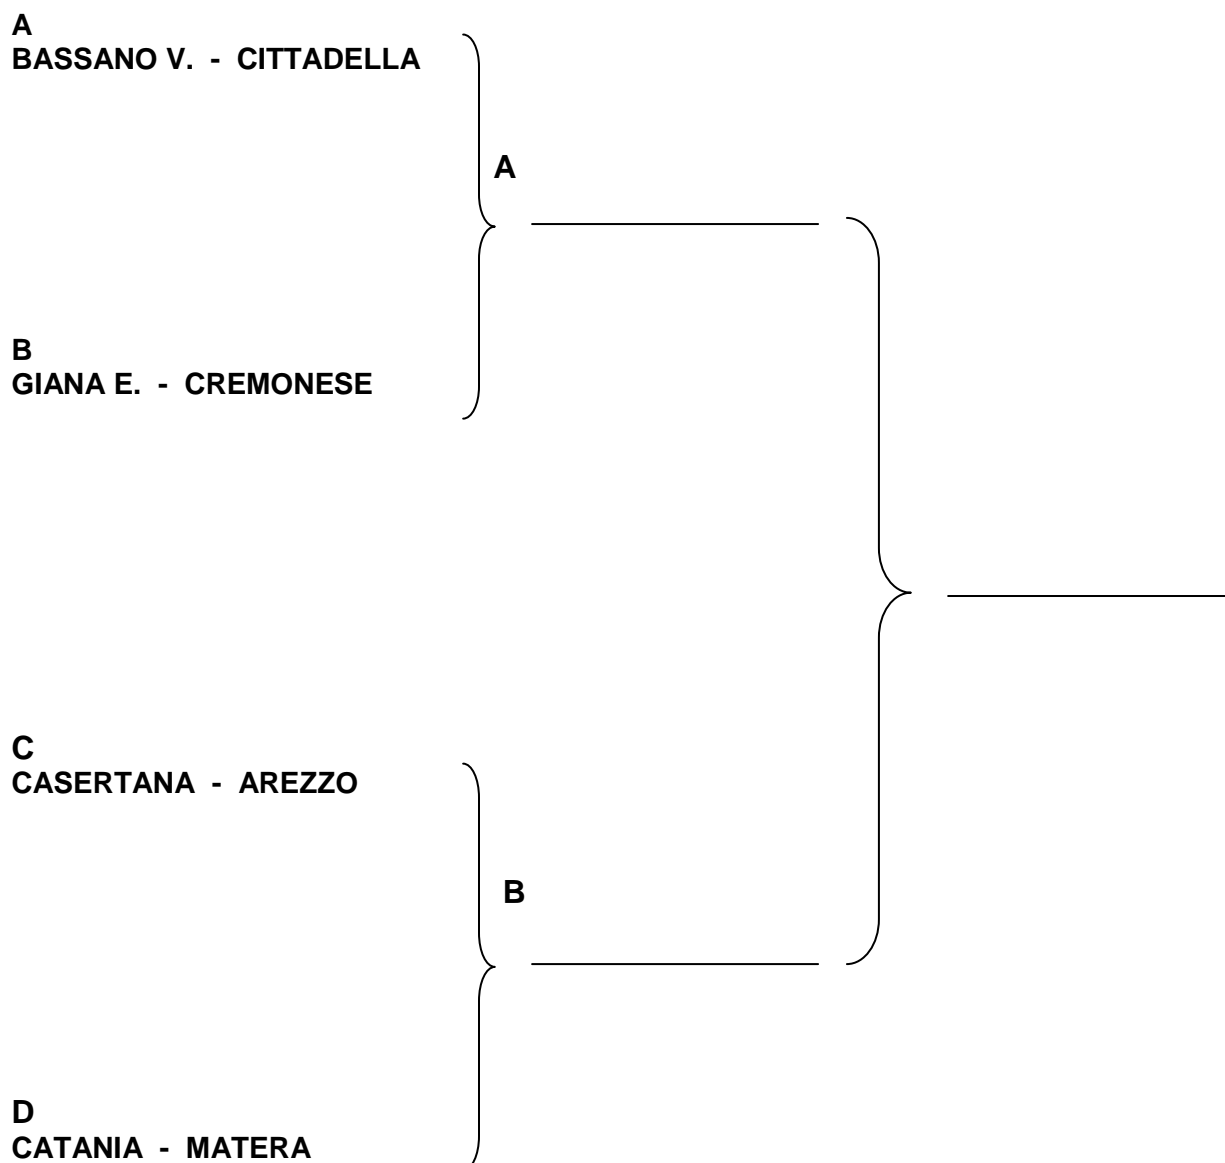 A
BASSANO V. - CITTADELLA
A
B
GIANA E. - CREMONESE
C
CASERTANA - AREZZO
B
D
CATANIA - MATERA